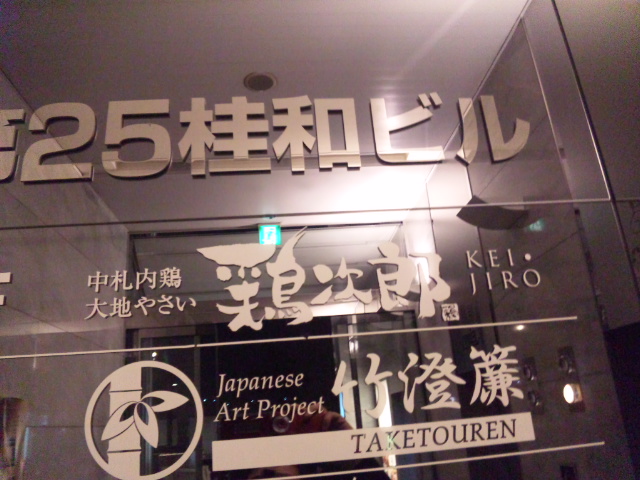 25桂和ビル
中札内鶏
大地やさい
鶏次郎
KEI・
JIRO
Japanese
Art Project
竹澄簾
TAKETOUREN